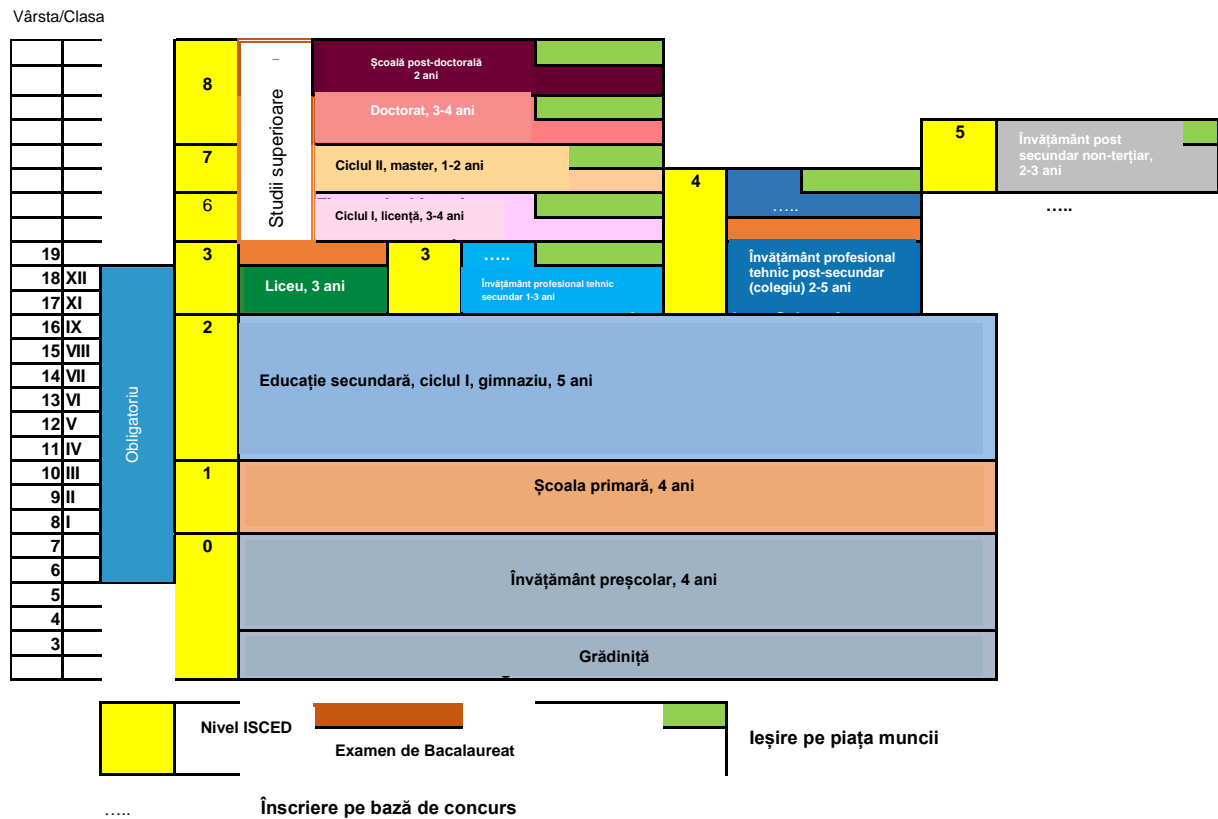 Vârsta/Clasa
Școală post-doctorală
2 ani
8
Studii superioare
Doctorat, 3-4 ani
5
Învățământ post
secundar non-terțiar,
2-3 ani
7
Ciclul II, master, 1-2 ani
4
6
Ciclul I, licență, 3-4 ani
…..
…..
19
3
3
…..
Învățământ profesional
tehnic post-secundar
(colegiu) 2-5 ani
18 XII
Liceu, 3 ani
Învățământ profesional tehnic
secundar 1-3 ani
17 XI
16 IX
2
15 VIII
14 VII
Educație secundară, ciclul I, gimnaziu, 5 ani
13 VI
Obligatoriu
12 V
11 IV
10 III
1
Școala primară, 4 ani
9 II
8 I
7
0
6
Învățământ preșcolar, 4 ani
5
4
3
Grădiniță
Nivel ISCED
Examen de Bacalaureat
Ieșire pe piața muncii
…..
Înscriere pe bază de concurs